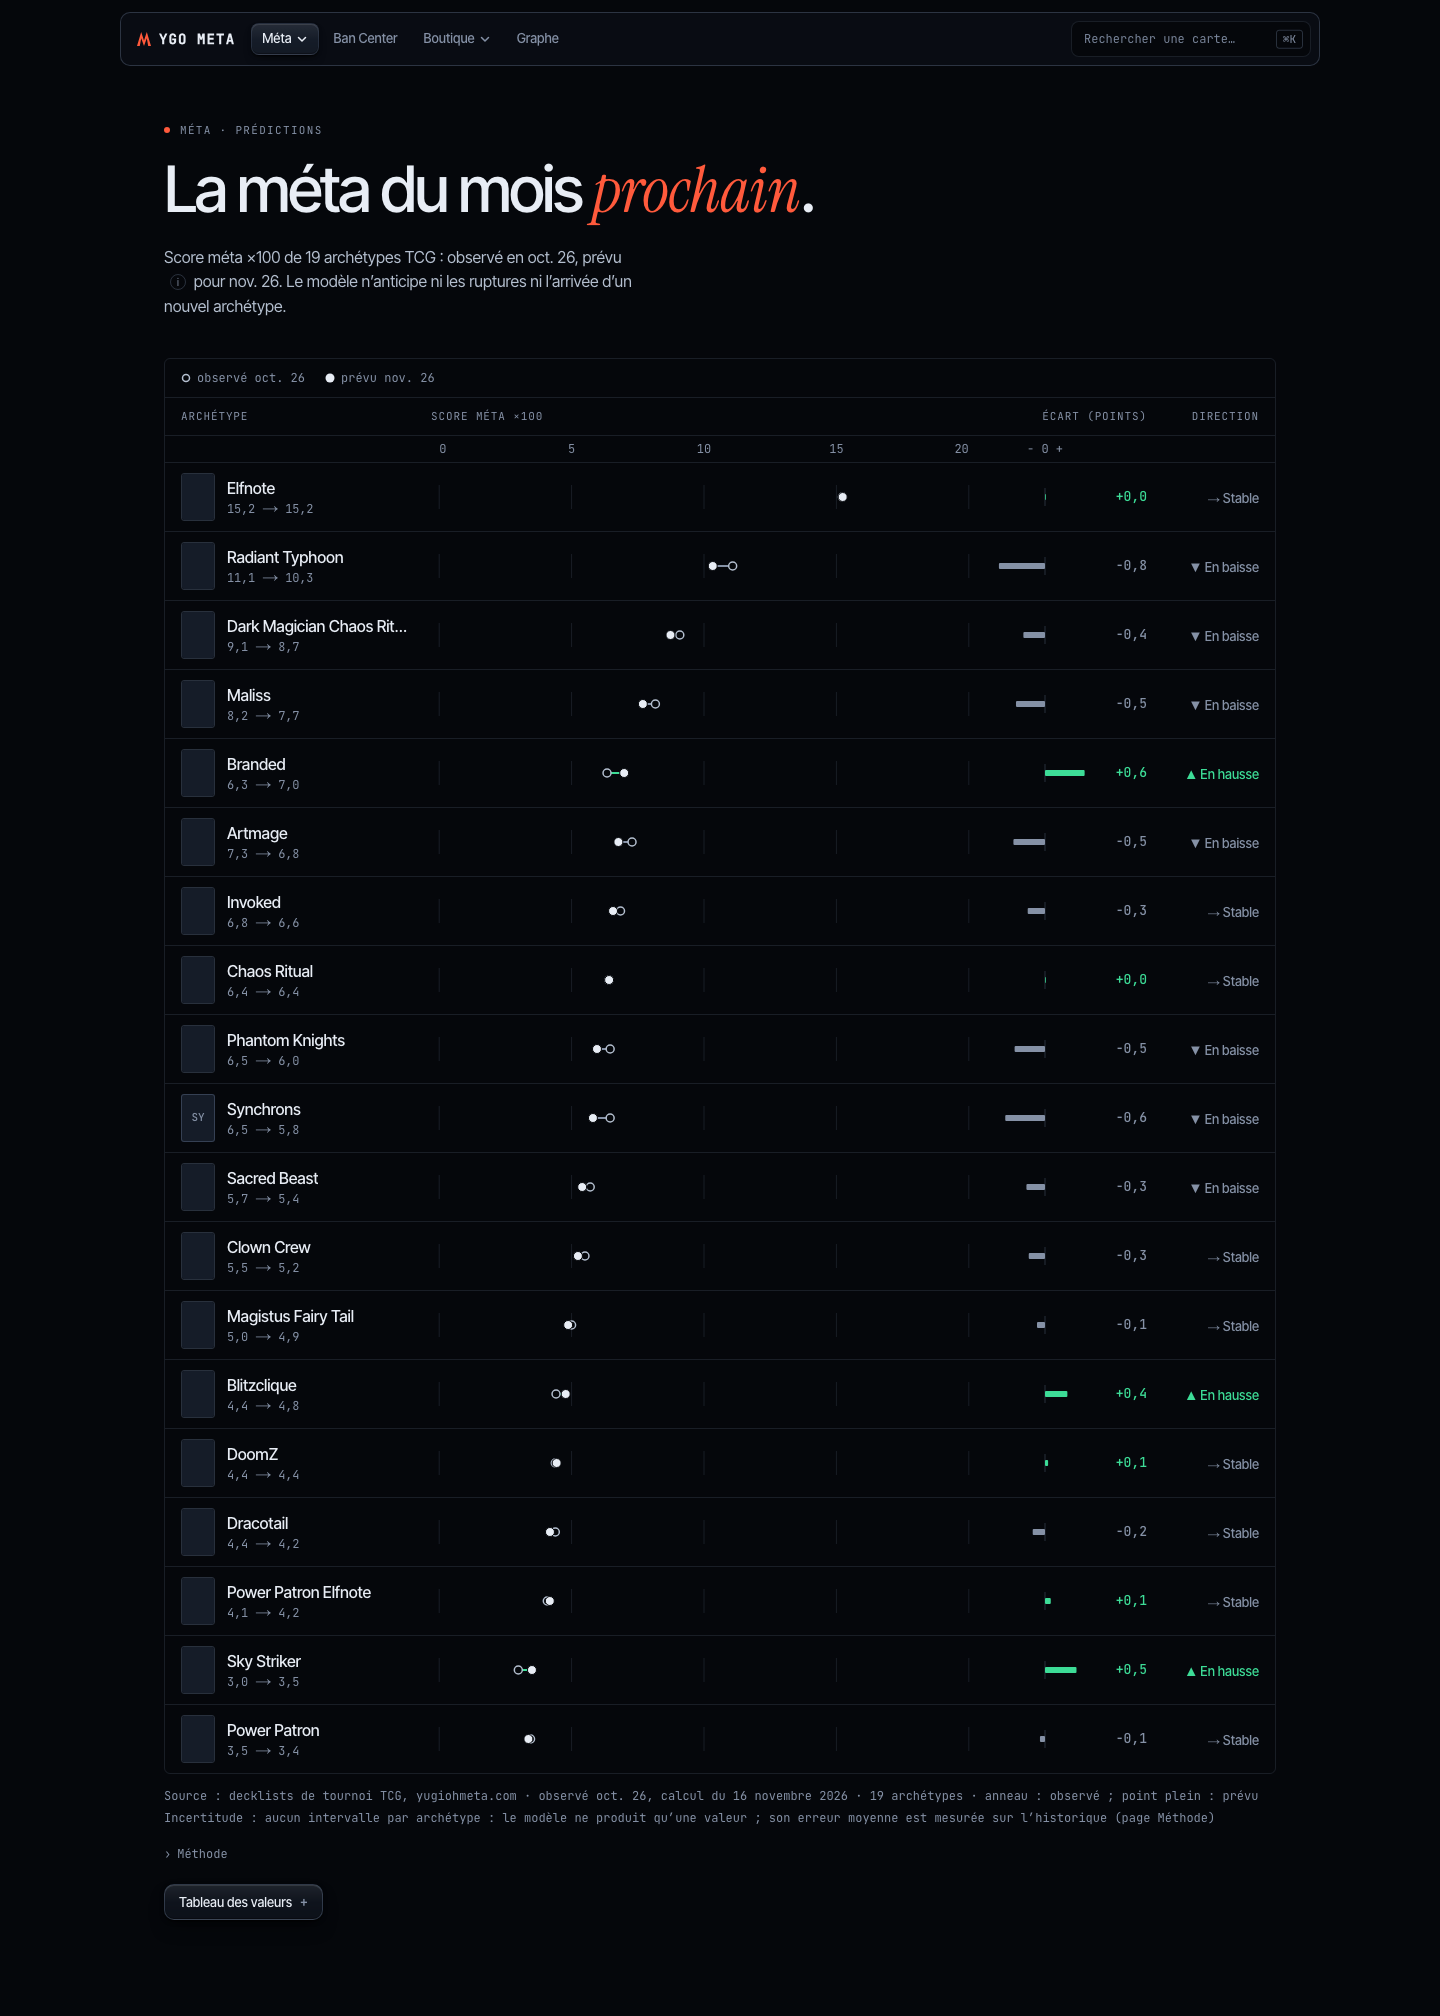 YGO META
Méta
Ban Center
Boutique
Graphe
Rechercher une carte…
⌘K
MÉTA · PRÉDICTIONS
La méta du mois prochain.
Score méta ×100 de 19 archétypes TCG : observé en oct. 26, prévu
i pour nov. 26. Le modèle n’anticipe ni les ruptures ni l’arrivée d’un
nouvel archétype.
observé oct. 26 prévu nov. 26
ARCHÉTYPE SCORE MÉTA ×100 ÉCART (POINTS) DIRECTION
0 5 10 15 20 - 0 +
Elfnote
15,2 → 15,2
+0,0 → Stable
Radiant Typhoon
11,1 → 10,3
-0,8 ▼ En baisse
Dark Magician Chaos Rit…
9,1 → 8,7
-0,4 ▼ En baisse
Maliss
8,2 → 7,7
-0,5 ▼ En baisse
Branded
6,3 → 7,0
+0,6 ▲ En hausse
Artmage
7,3 → 6,8
-0,5 ▼ En baisse
Invoked
6,8 → 6,6
-0,3 → Stable
Chaos Ritual
6,4 → 6,4
+0,0 → Stable
Phantom Knights
6,5 → 6,0
-0,5 ▼ En baisse
SY
Synchrons
6,5 → 5,8
-0,6 ▼ En baisse
Sacred Beast
5,7 → 5,4
-0,3 ▼ En baisse
Clown Crew
5,5 → 5,2
-0,3 → Stable
Magistus Fairy Tail
5,0 → 4,9
-0,1 → Stable
Blitzclique
4,4 → 4,8
+0,4 ▲ En hausse
DoomZ
4,4 → 4,4
+0,1 → Stable
Dracotail
4,4 → 4,2
-0,2 → Stable
Power Patron Elfnote
4,1 → 4,2
+0,1 → Stable
Sky Striker
3,0 → 3,5
+0,5 ▲ En hausse
Power Patron
3,5 → 3,4
-0,1 → Stable
Source : decklists de tournoi TCG, yugiohmeta.com · observé oct. 26, calcul du 16 novembre 2026 · 19 archétypes · anneau : observé ; point plein : prévu
Incertitude : aucun intervalle par archétype : le modèle ne produit qu’une valeur ; son erreur moyenne est mesurée sur l’historique (page Méthode)
› Méthode
Tableau des valeurs +